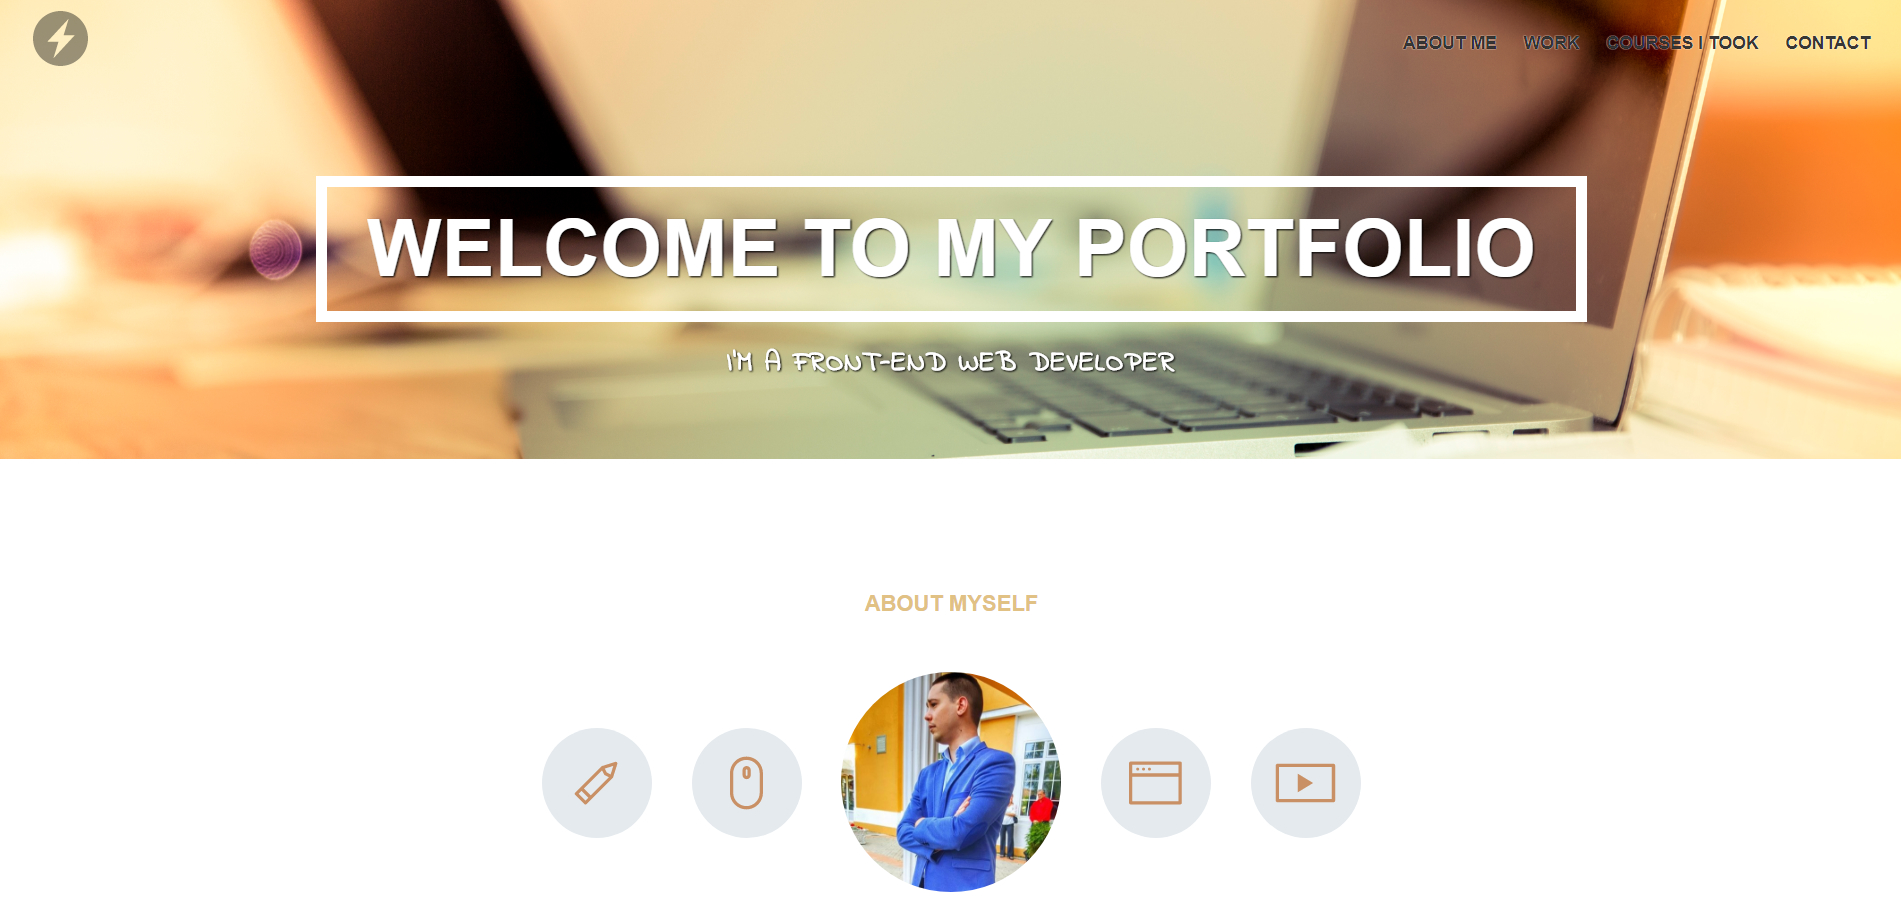 ABOUT ME WORK COURSES I TOOK CONTACT
WELCOME TO MY PORTFOLIO
I'M A FRONT-END WEB DEVELOPER
ABOUT MYSELF